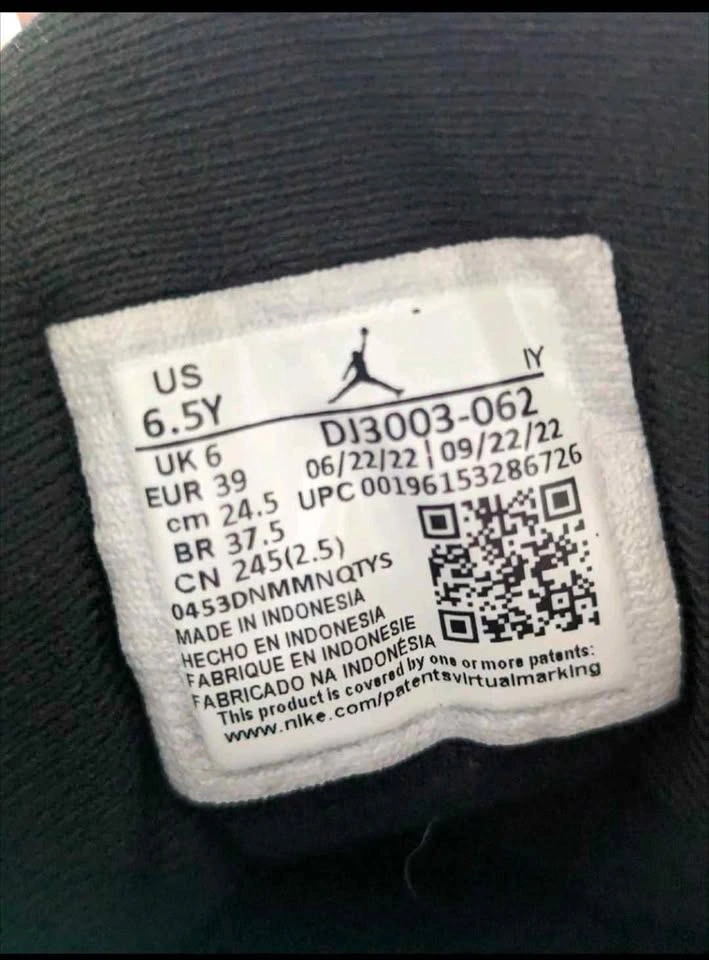 US
6.5Y
IY
UK 6
EUR 39
cm 24.5
BR 37.5
CN 245(2.5)
DJ3003-062
06/22/22 | 09/22/22
UPC 00196153286726
0453DNMMNQTYS
MADE IN INDONESIA
HECHO EN INDONESIA
FABRIQUE EN INDONESIE
FABRICADO NA INDONÉSIA
This product is covered by one or more patents:
www.nike.com/patentsvirtualmarking